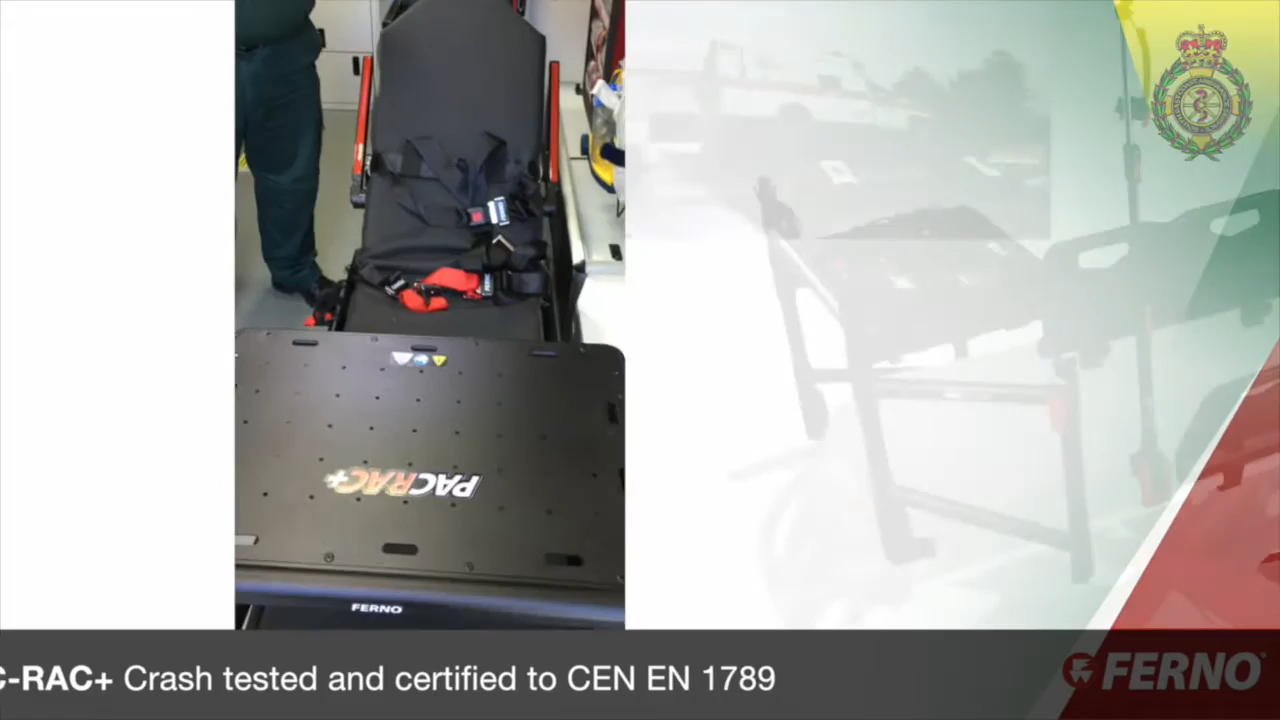 PACRAC+
FERNO
C-RAC+ Crash tested and certified to CEN EN 1789
FERNO